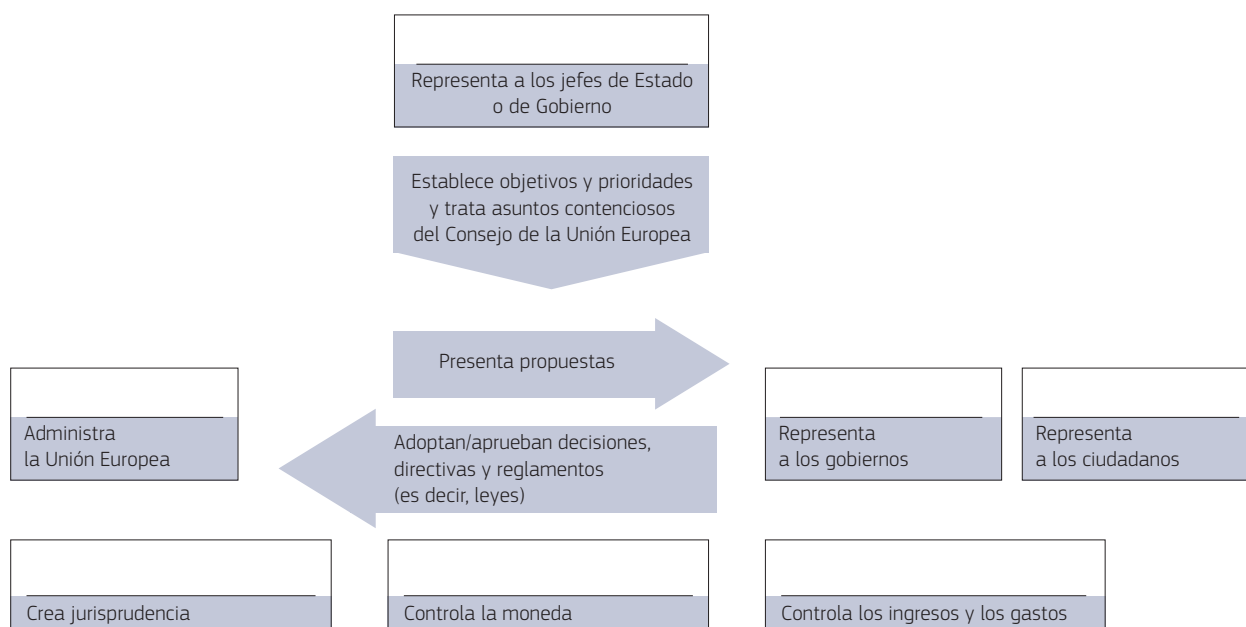 Representa a los jefes de Estado
o de Gobierno
Establece objetivos y prioridades
y trata asuntos contenciosos
del Consejo de la Unión Europea
Presenta propuestas
Administra
la Unión Europea
Adoptan/aprueban decisiones,
directivas y reglamentos
(es decir, leyes)
Representa
a los gobiernos
Representa
a los ciudadanos
Crea jurisprudencia
Controla la moneda
Controla los ingresos y los gastos